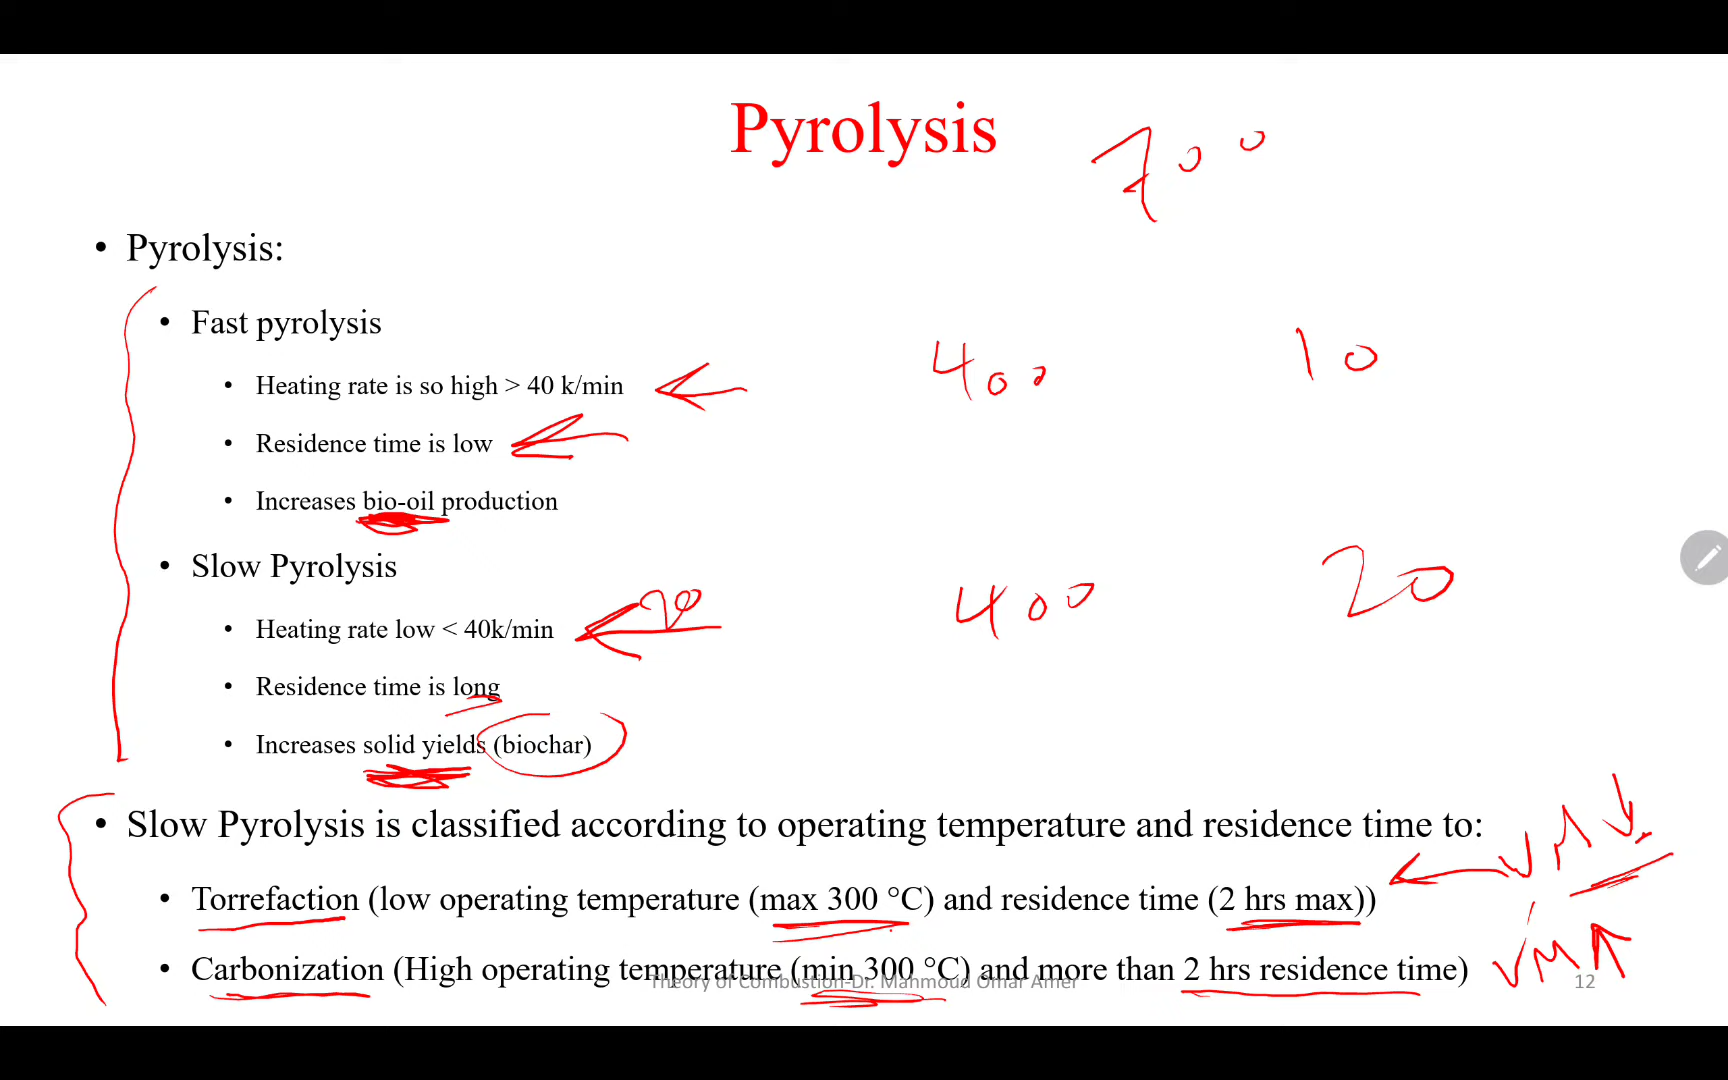 Pyrolysis
700
• Pyrolysis:
• Fast pyrolysis
• Heating rate is so high > 40 k/min
400 10
• Residence time is low
• Increases bio-oil production
• Slow Pyrolysis
• Heating rate low < 40k/min
20
400 20
• Residence time is long
• Increases solid yields (biochar)
• Slow Pyrolysis is classified according to operating temperature and residence time to:
VM ↓
• Torrefaction (low operating temperature (max 300 °C) and residence time (2 hrs max))
• Carbonization (High operating temperature (min 300 °C) and more than 2 hrs residence time)
VM ↑
Theory of Combustion-Dr. Mahmoud Omar Amer
12